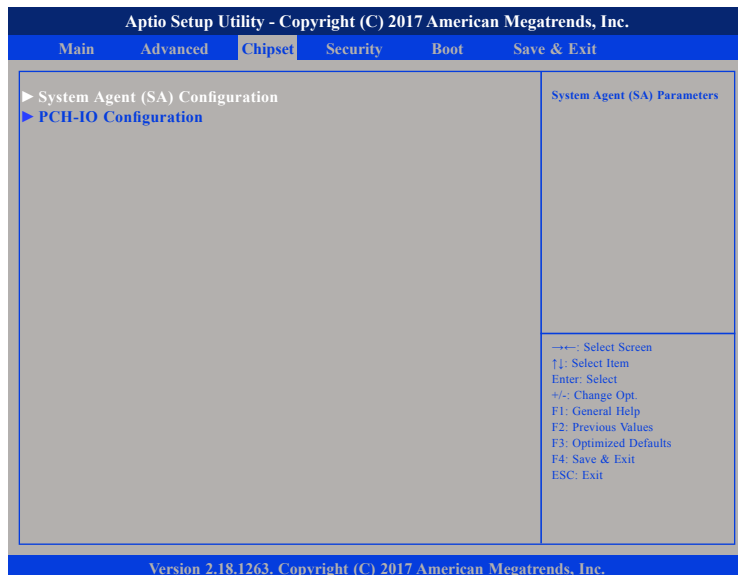 Aptio Setup Utility - Copyright (C) 2017 American Megatrends, Inc.
Main Advanced Chipset Security Boot Save & Exit
► System Agent (SA) Configuration
► PCH-IO Configuration
System Agent (SA) Parameters
→←: Select Screen
↑↓: Select Item
Enter: Select
+/-: Change Opt.
F1: General Help
F2: Previous Values
F3: Optimized Defaults
F4: Save & Exit
ESC: Exit
Version 2.18.1263. Copyright (C) 2017 American Megatrends, Inc.